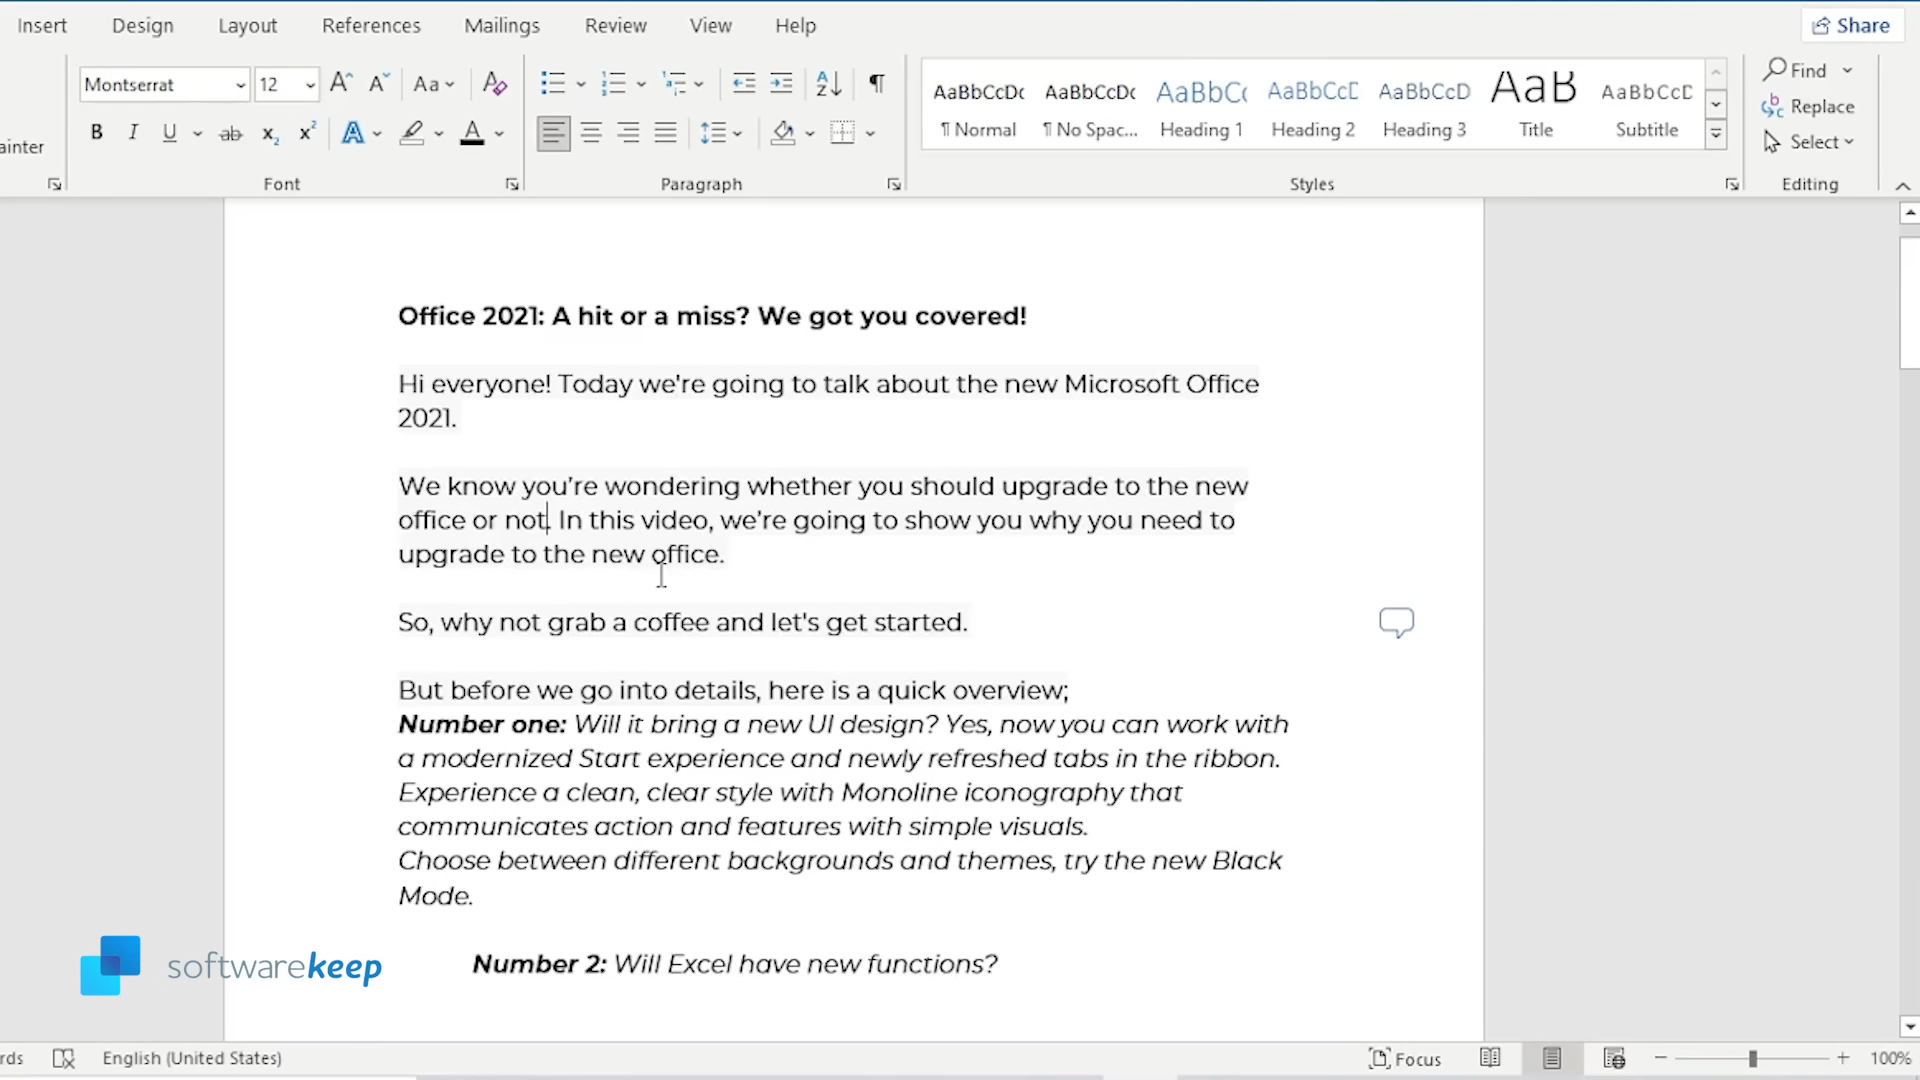 Insert Design Layout References Mailings Review View Help Share
Montserrat 12 Aa
AaBbCcDc AaBbCcDc AaBbC AaBbCcC AaBbCcD AaB AaBbCcC
¶ Normal ¶ No Spac... Heading 1 Heading 2 Heading 3 Title Subtitle
Find
Replace
Select
ainter
Font Paragraph Styles Editing
Office 2021: A hit or a miss? We got you covered!
Hi everyone! Today we're going to talk about the new Microsoft Office
2021.
We know you're wondering whether you should upgrade to the new
office or not. In this video, we're going to show you why you need to
upgrade to the new office.
So, why not grab a coffee and let's get started.
But before we go into details, here is a quick overview;
Number one: Will it bring a new UI design? Yes, now you can work with
a modernized Start experience and newly refreshed tabs in the ribbon.
Experience a clean, clear style with Monoline iconography that
communicates action and features with simple visuals.
Choose between different backgrounds and themes, try the new Black
Mode.
Number 2: Will Excel have new functions?
softwarekeep
rds English (United States) Focus 100%